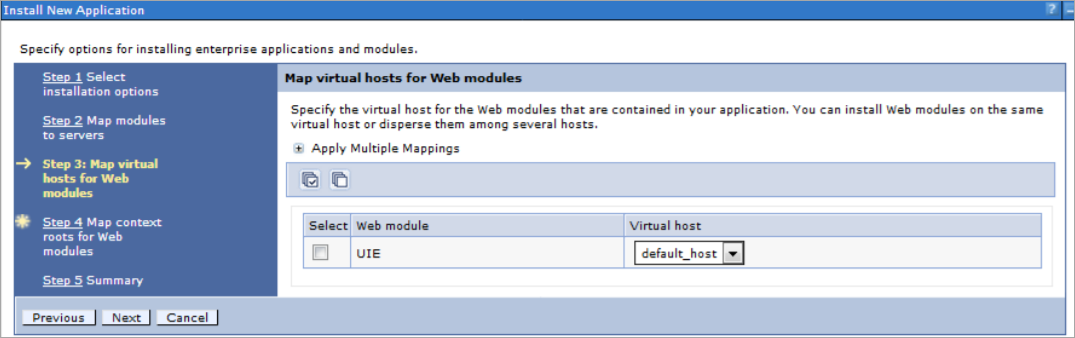 Install New Application
?
Specify options for installing enterprise applications and modules.
Step 1 Select
installation options
Step 2 Map modules
to servers
Step 3: Map virtual
hosts for Web
modules
Step 4 Map context
roots for Web
modules
Step 5 Summary
Map virtual hosts for Web modules
Specify the virtual host for the Web modules that are contained in your application. You can install Web modules on the same
virtual host or disperse them among several hosts.
Apply Multiple Mappings
Select Web module Virtual host
UIE default_host
Previous Next Cancel